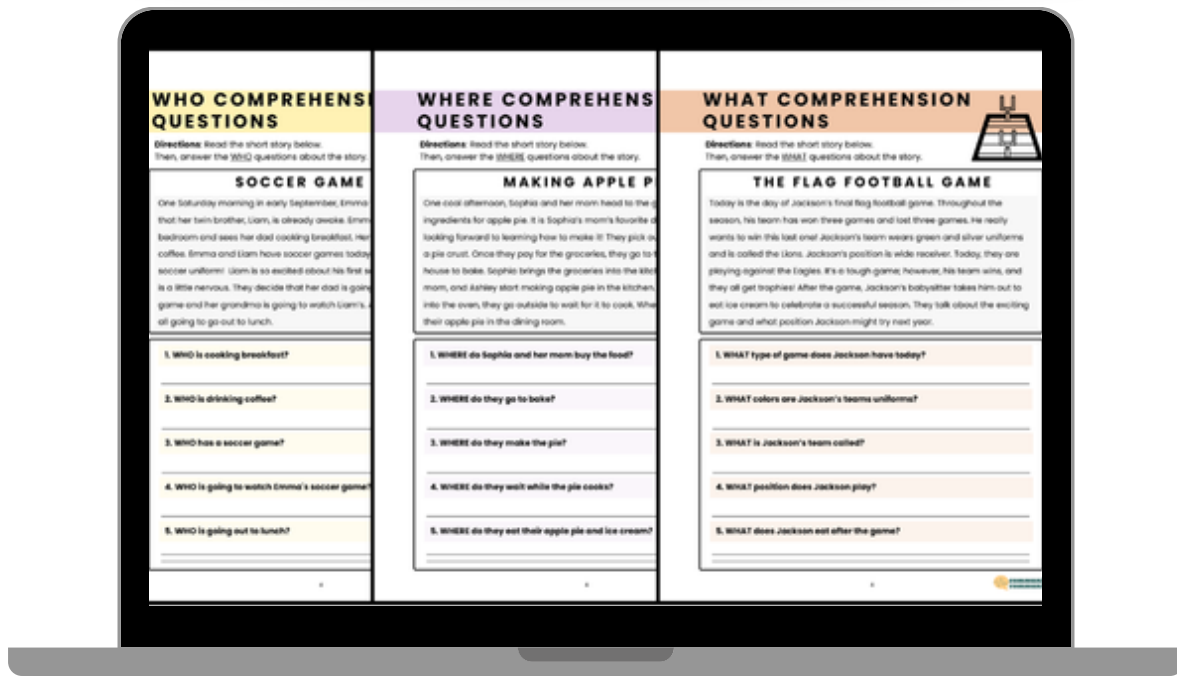 WHO COMPREHENSI
QUESTIONS
Directions: Read the short story below.
Then, answer the WHO questions about the story.
SOCCER GAME
One Saturday morning in early September, Emma
that her twin brother, Liam, is already awake. Emm
bedroom and sees her dad cooking breakfast. Her
coffee. Emma and Liam have soccer games today
soccer uniform! Liam is so excited about his first s
is a little nervous. They decide that her dad is goin
game and her grandma is going to watch Liam's.
all going to go out to lunch.
1. WHO is cooking breakfast?
2. WHO is drinking coffee?
3. WHO has a soccer game?
4. WHO is going to watch Emma's soccer game?
5. WHO is going out to lunch?
WHERE COMPREHENS
QUESTIONS
Directions: Read the short story below.
Then, answer the WHERE questions about the story.
MAKING APPLE P
One cool afternoon, Sophia and her mom head to the g
ingredients for apple pie. It is Sophia's mom's favorite d
looking forward to learning how to make it! They pick ou
a pie crust. Once they pay for the groceries, they go to t
house to bake. Sophia brings the groceries into the kitch
mom, and Ashley start making apple pie in the kitchen.
into the oven, they go outside to wait for it to cook. Whe
their apple pie in the dining room.
1. WHERE do Sophia and her mom buy the food?
2. WHERE do they go to bake?
3. WHERE do they make the pie?
4. WHERE do they wait while the pie cooks?
5. WHERE do they eat their apple pie and ice cream?
WHAT COMPREHENSION
QUESTIONS
Directions: Read the short story below.
Then, answer the WHAT questions about the story.
THE FLAG FOOTBALL GAME
Today is the day of Jackson's final flag football game. Throughout the
season, his team has won three games and lost three games. He really
wants to win this last one! Jackson's team wears green and silver uniforms
and is called the Lions. Jackson's position is wide receiver. Today, they are
playing against the Eagles. It's a tough game; however, his team wins, and
they all get trophies! After the game, Jackson's babysitter takes him out to
eat ice cream to celebrate a successful season. They talk about the exciting
game and what position Jackson might try next year.
1. WHAT type of game does Jackson have today?
2. WHAT colors are Jackson's teams uniforms?
3. WHAT is Jackson's team called?
4. WHAT position does Jackson play?
5. WHAT does Jackson eat after the game?